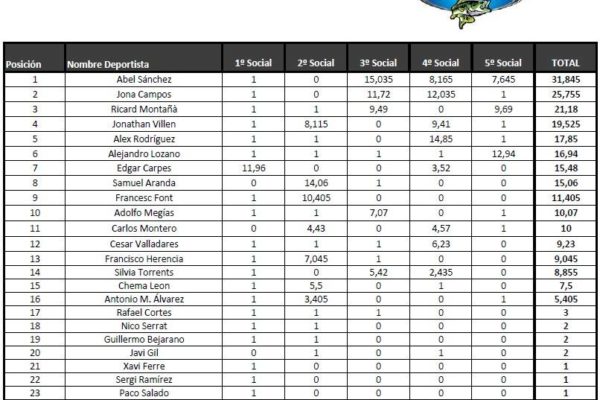 Posición Nombre Deportista 1º Social 2º Social 3º Social 4º Social 5º Social TOTAL
1 Abel Sánchez 1 0 15,035 8,165 7,645 31,845
2 Jona Campos 1 0 11,72 12,035 1 25,755
3 Ricard Montañà 1 1 9,49 0 9,69 21,18
4 Jonathan Villen 1 8,115 0 9,41 1 19,525
5 Alex Rodríguez 1 1 0 14,85 1 17,85
6 Alejandro Lozano 1 1 1 1 12,94 16,94
7 Edgar Carpes 11,96 0 0 3,52 0 15,48
8 Samuel Aranda 0 14,06 1 0 0 15,06
9 Francesc Font 1 10,405 0 0 0 11,405
10 Adolfo Megías 1 1 7,07 0 1 10,07
11 Carlos Montero 0 4,43 0 4,57 1 10
12 Cesar Valladares 1 1 1 6,23 0 9,23
13 Francisco Herencia 1 7,045 1 0 0 9,045
14 Silvia Torrents 1 0 5,42 2,435 0 8,855
15 Chema Leon 1 5,5 0 1 0 7,5
16 Antonio M. Álvarez 1 3,405 0 0 1 5,405
17 Rafael Cortes 1 1 1 0 0 3
18 Nico Serrat 1 1 0 0 0 2
19 Guillermo Bejarano 1 1 0 0 0 2
20 Javi Gil 0 1 0 1 0 2
21 Xavi Ferre 1 0 0 0 0 1
22 Sergi Ramírez 1 0 0 0 0 1
23 Paco Salado 1 0 0 0 0 1